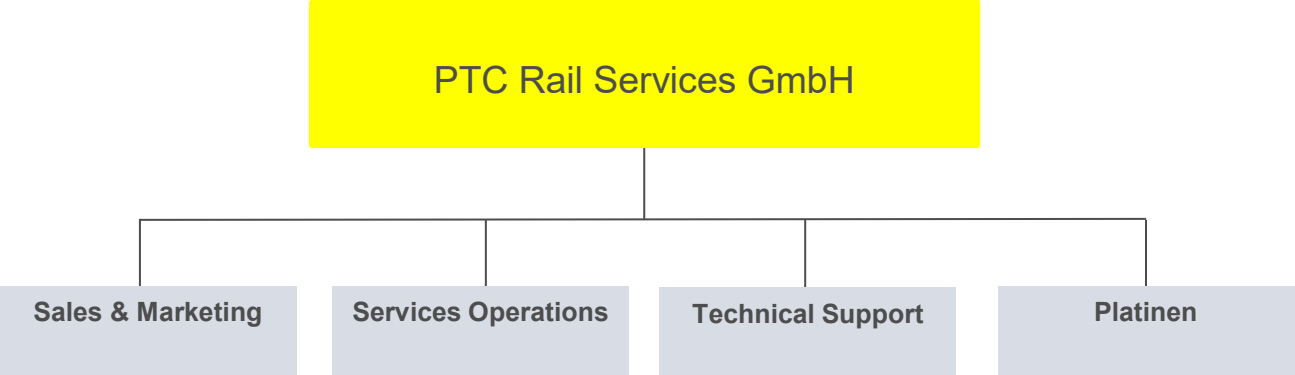 PTC Rail Services GmbH
Sales & Marketing
Services Operations
Technical Support
Platinen